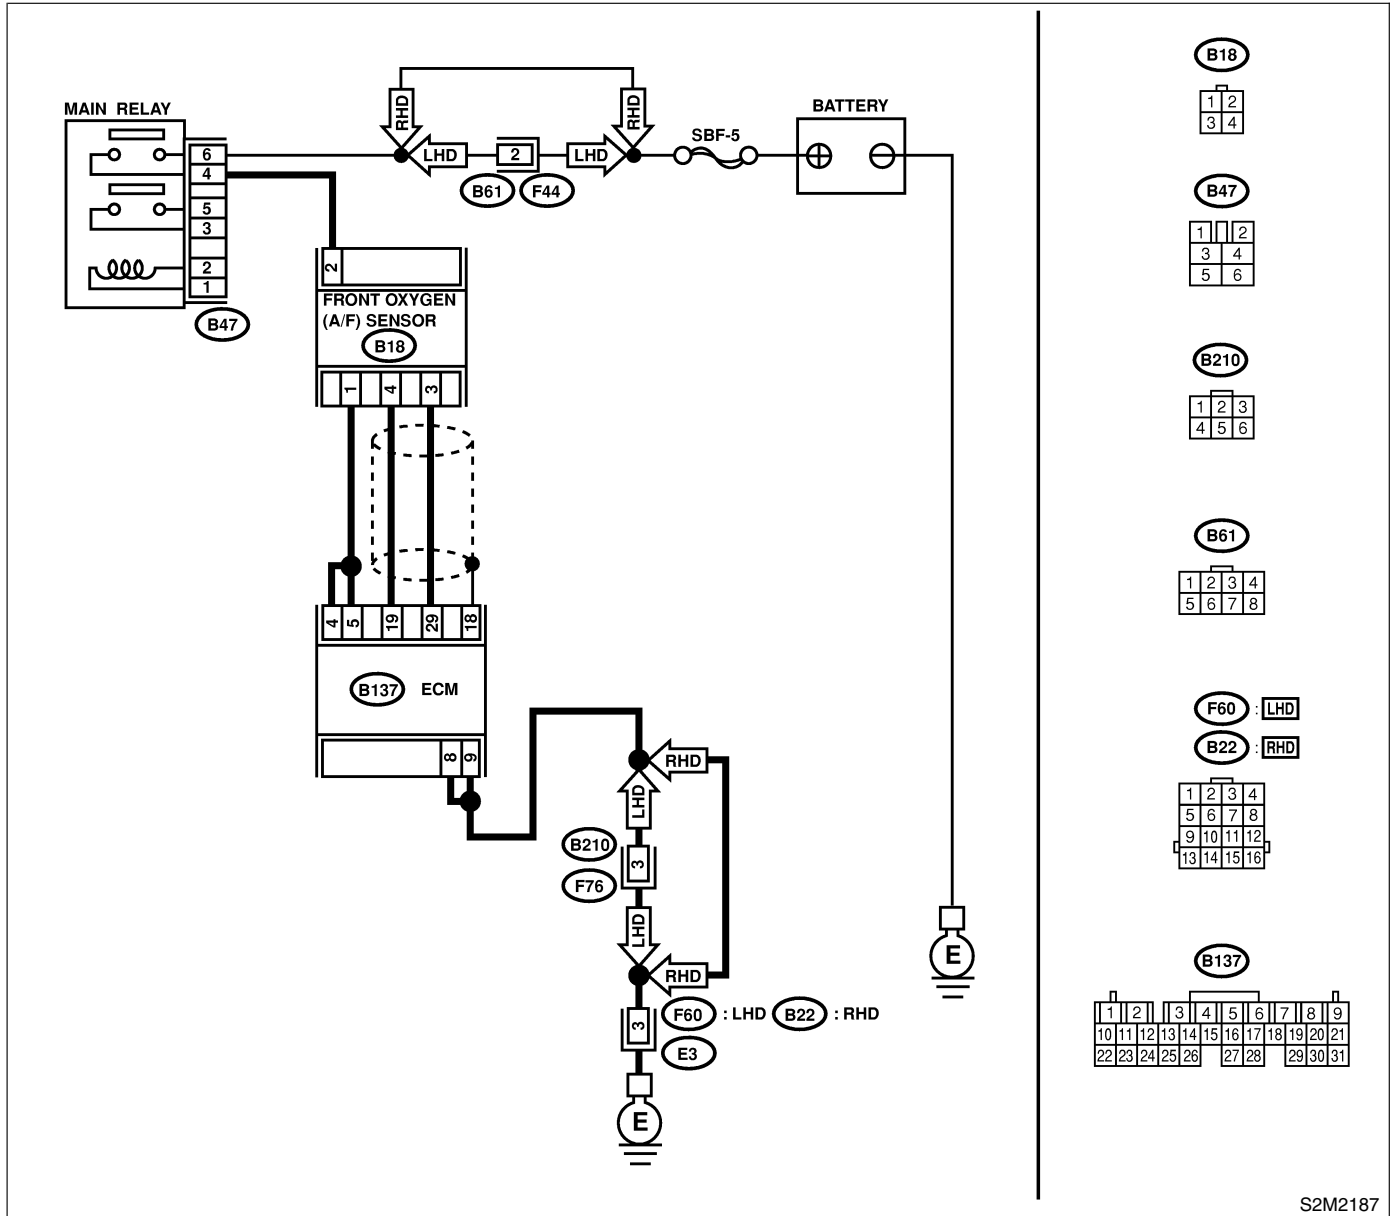 MAIN RELAY
6
4
5
3
2
1
B47
RHD
RHD
LHD
2
LHD
B61
F44
SBF-5
BATTERY
2
FRONT OXYGEN
(A/F) SENSOR
B18
1 4 3
4 5 19 29 18
B137 ECM
8 9
RHD
LHD
B210
3
F76
LHD
RHD
3
F60 : LHD B22 : RHD
E3
E
E
B18
1 2
3 4
B47
1 2
3 4
5 6
B210
1 2 3
4 5 6
B61
1 2 3 4
5 6 7 8
F60 : LHD
B22 : RHD
1 2 3 4
5 6 7 8
9 10 11 12
13 14 15 16
B137
1 2 3 4 5 6 7 8 9
10 11 12 13 14 15 16 17 18 19 20 21
22 23 24 25 26 27 28 29 30 31
S2M2187